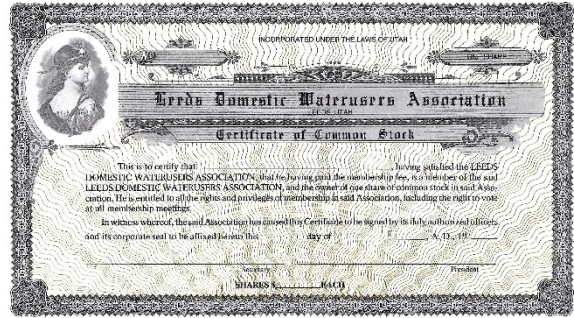 INCORPORATED UNDER THE LAWS OF UTAH
NO.
ONE SHARE
Leeds Domestic Waterusers Association
LEEDS, UTAH
Certificate of Common Stock
This is to certify that , having satisfied the LEEDS
DOMESTIC WATERUSERS ASSOCIATION, that he having paid the membership fee, is a member of the said
LEEDS DOMESTIC WATERUSERS ASSOCIATION, and the owner of one share of common stock in said Asso-
ciation. He is entitled to all the rights and privileges of membership in said Association, including the right to vote
at all membership meetings.
In witness whereof, the said Association has caused this Certificate to be signed by its duly authorized officers
and its corporate seal to be affixed hereon this day of , A. D., 19
Secretary President
SHARES $ EACH